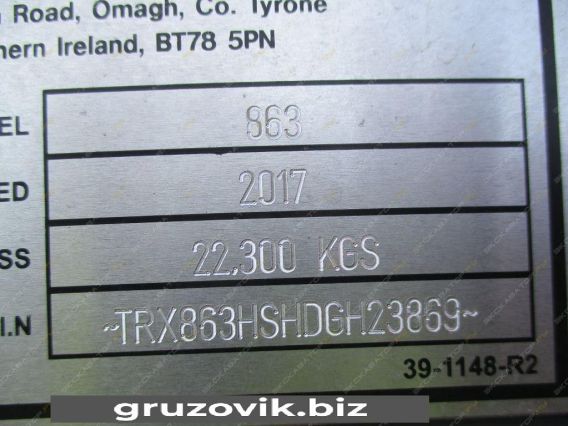 Road, Omagh, Co. Tyrone
hern Ireland, BT78 5PN
EL 863
ED 2017
SS 22,300 KGS
I.N ~TRX863HSHDGH23869~
39-1148-R2
gruzovik.biz